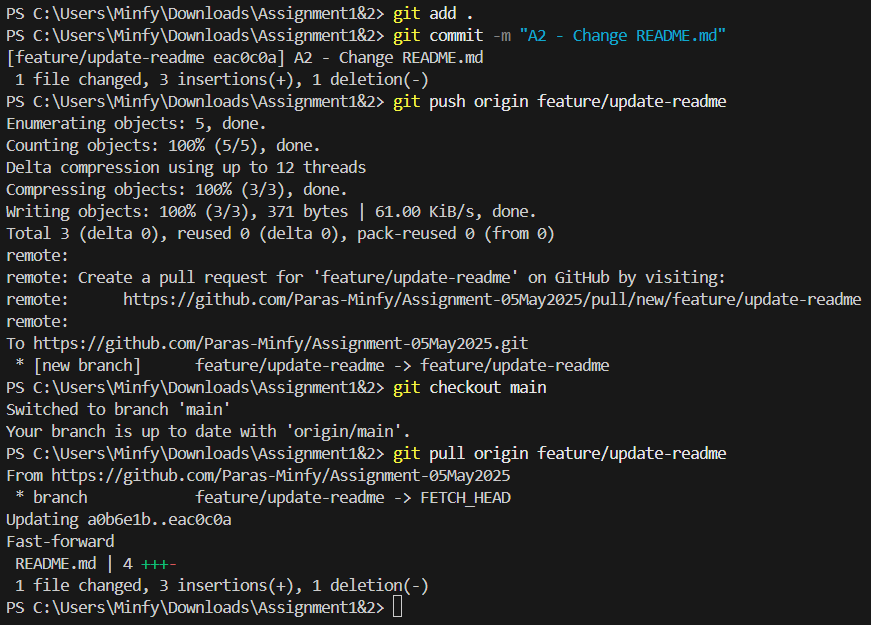 PS C:\Users\Minfy\Downloads\Assignment1&2> git add .
PS C:\Users\Minfy\Downloads\Assignment1&2> git commit -m "A2 - Change README.md"
[feature/update-readme eac0c0a] A2 - Change README.md
 1 file changed, 3 insertions(+), 1 deletion(-)
PS C:\Users\Minfy\Downloads\Assignment1&2> git push origin feature/update-readme
Enumerating objects: 5, done.
Counting objects: 100% (5/5), done.
Delta compression using up to 12 threads
Compressing objects: 100% (3/3), done.
Writing objects: 100% (3/3), 371 bytes | 61.00 KiB/s, done.
Total 3 (delta 0), reused 0 (delta 0), pack-reused 0 (from 0)
remote:
remote: Create a pull request for 'feature/update-readme' on GitHub by visiting:
remote:      https://github.com/Paras-Minfy/Assignment-05May2025/pull/new/feature/update-readme
remote:
To https://github.com/Paras-Minfy/Assignment-05May2025.git
 * [new branch]      feature/update-readme -> feature/update-readme
PS C:\Users\Minfy\Downloads\Assignment1&2> git checkout main
Switched to branch 'main'
Your branch is up to date with 'origin/main'.
PS C:\Users\Minfy\Downloads\Assignment1&2> git pull origin feature/update-readme
From https://github.com/Paras-Minfy/Assignment-05May2025
 * branch            feature/update-readme -> FETCH_HEAD
Updating a0b6e1b..eac0c0a
Fast-forward
 README.md | 4 +++-
 1 file changed, 3 insertions(+), 1 deletion(-)
PS C:\Users\Minfy\Downloads\Assignment1&2>